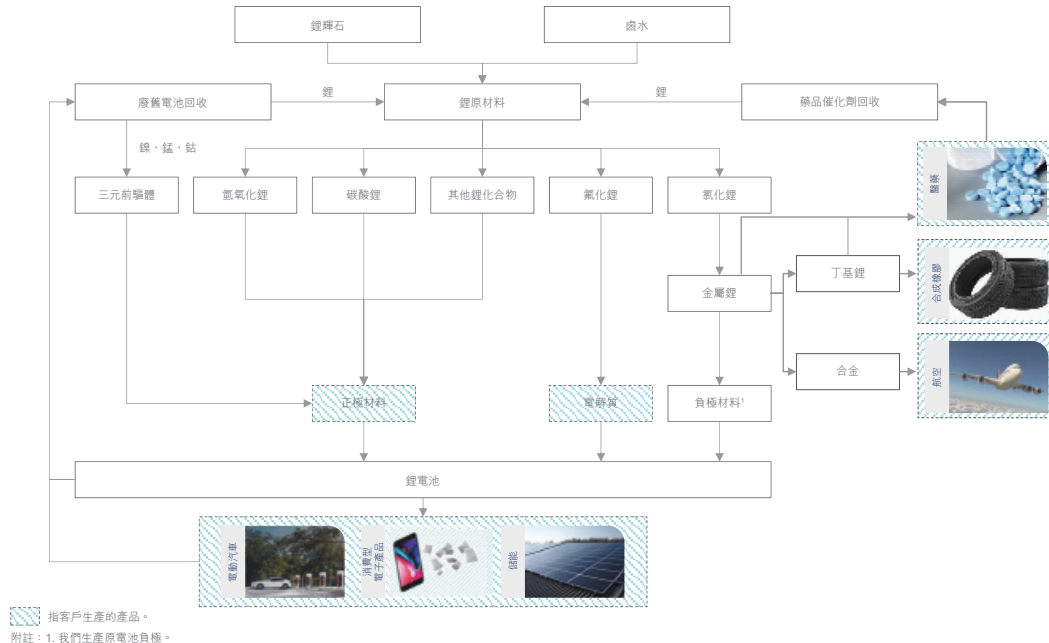 鋰輝石
鹵水
廢舊電池回收
鋰
鋰原材料
鋰
藥品催化劑回收
鎳、錳、鈷
三元前驅體
氫氧化鋰
碳酸鋰
其他鋰化合物
氟化鋰
氯化鋰
醫藥
金屬鋰
丁基鋰
合成橡膠
合金
航空
正極材料
電解質
負極材料¹
鋰電池
電動汽車
消費型
電子產品
儲能
指客戶生產的產品。
附註：1. 我們生產原電池負極。